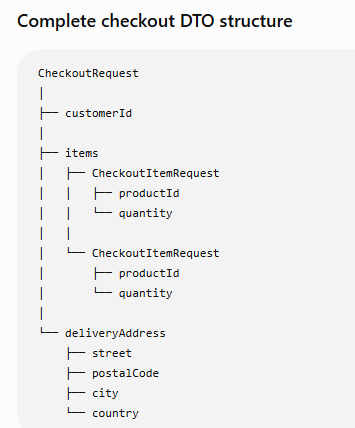 Complete checkout DTO structure
CheckoutRequest
│
├── customerId
│
├── items
│   ├── CheckoutItemRequest
│   │   ├── productId
│   │   └── quantity
│   │
│   └── CheckoutItemRequest
│       ├── productId
│       └── quantity
│
└── deliveryAddress
    ├── street
    ├── postalCode
    ├── city
    └── country